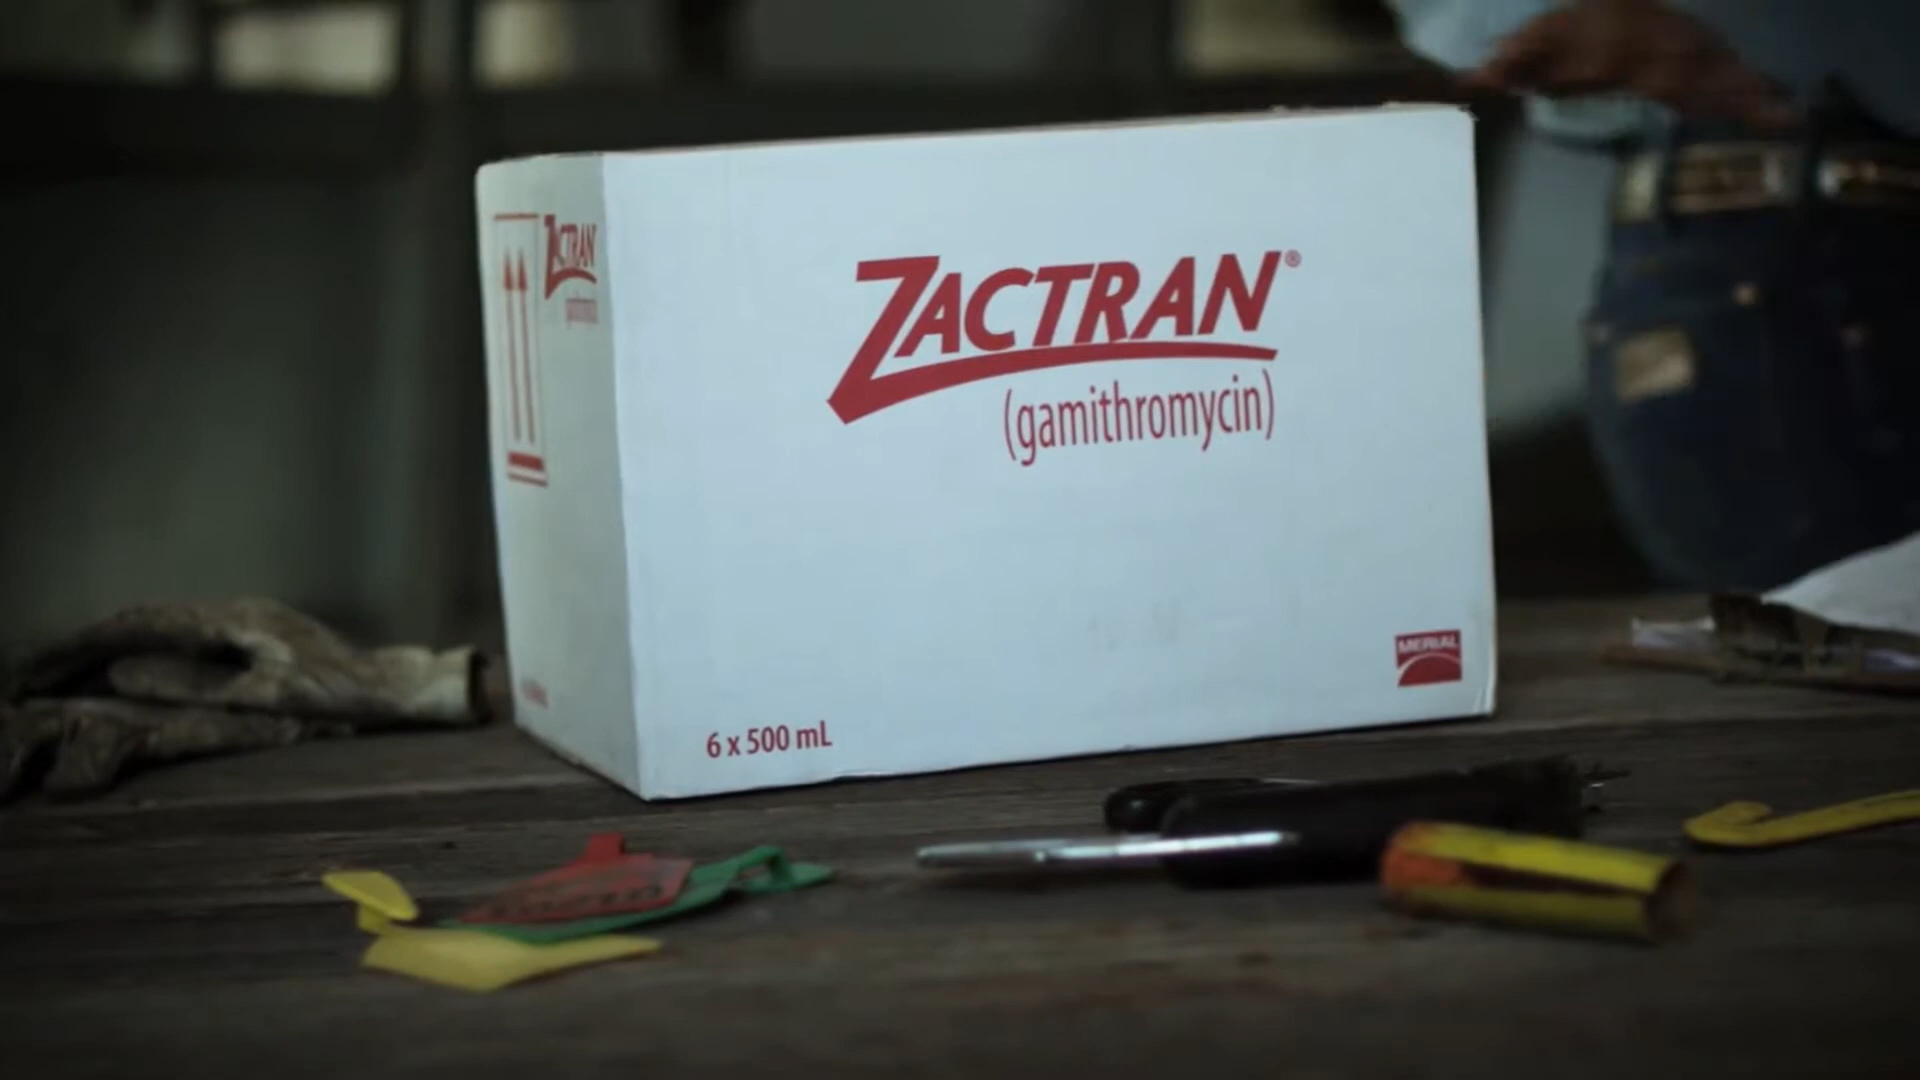 ZACTRAN
ZACTRAN®
(gamithromycin)
MERIAL
6 x 500 mL